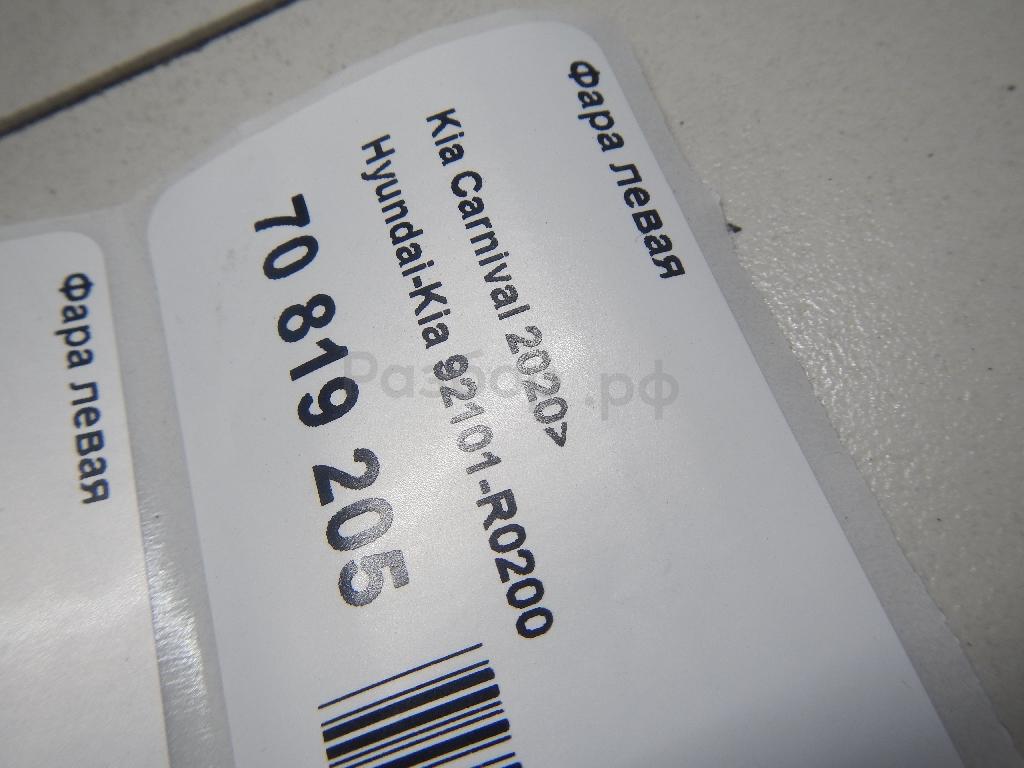 Фара левая
Kia Carnival 2020>
Hyundai-Kia 92101-R0200
70 819 205
Фара левая